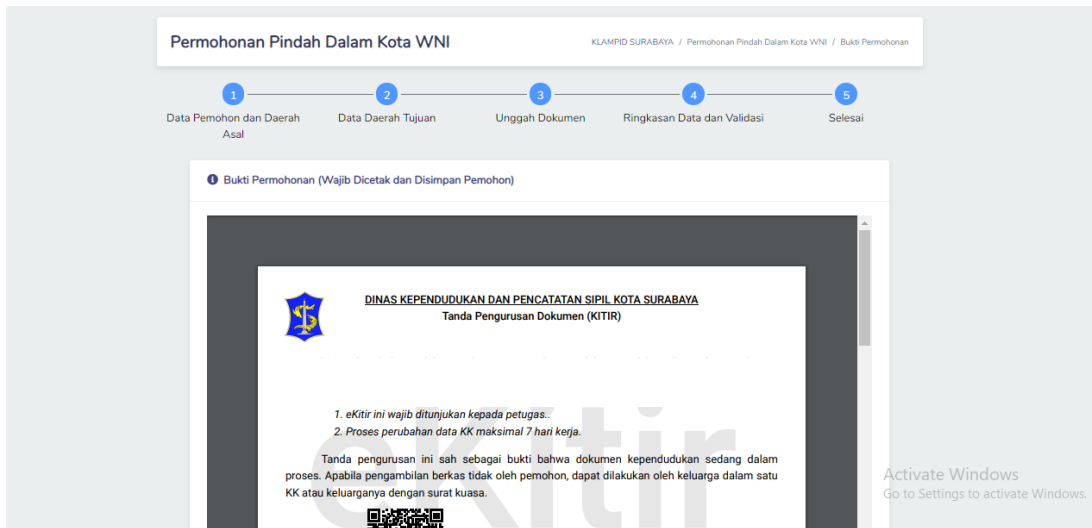 Permohonan Pindah Dalam Kota WNI
KLAMPID SURABAYA / Permohonan Pindah Dalam Kota WNI / Bukti Permohonan
1
2
3
4
5
Data Pemohon dan Daerah
Asal
Data Daerah Tujuan
Unggah Dokumen
Ringkasan Data dan Validasi
Selesai
Bukti Permohonan (Wajib Dicetak dan Disimpan Pemohon)
DINAS KEPENDUDUKAN DAN PENCATATAN SIPIL KOTA SURABAYA
Tanda Pengurusan Dokumen (KITIR)
eKitir
1. eKitir ini wajib ditunjukan kepada petugas..
2. Proses perubahan data KK maksimal 7 hari kerja.
Tanda pengurusan ini sah sebagai bukti bahwa dokumen kependudukan sedang dalam
proses. Apabila pengambilan berkas tidak oleh pemohon, dapat dilakukan oleh keluarga dalam satu
KK atau keluarganya dengan surat kuasa.
Activate Windows
Go to Settings to activate Windows.